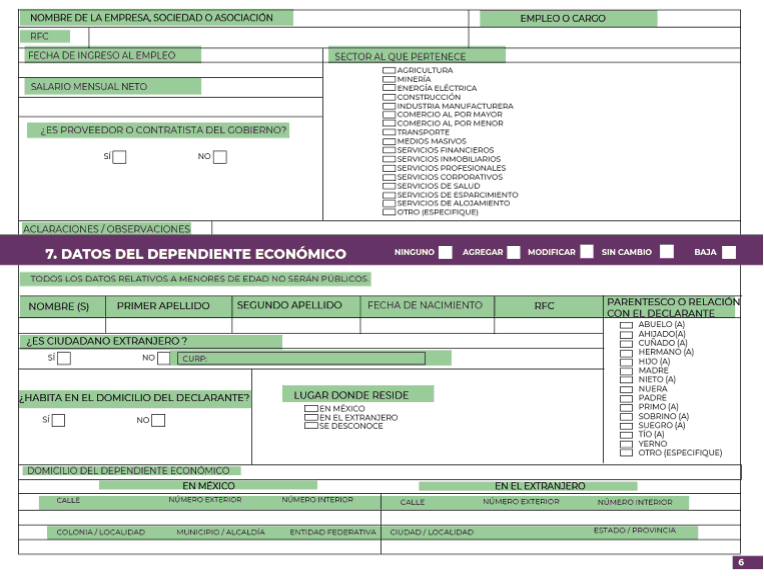 NOMBRE DE LA EMPRESA, SOCIEDAD O ASOCIACIÓN EMPLEO O CARGO
RFC
FECHA DE INGRESO AL EMPLEO SECTOR AL QUE PERTENECE
AGRICULTURA
MINERÍA
SALARIO MENSUAL NETO
ENERGÍA ELÉCTRICA
CONSTRUCCIÓN
INDUSTRIA MANUFACTURERA
COMERCIO AL POR MAYOR
COMERCIO AL POR MENOR
¿ES PROVEEDOR O CONTRATISTA DEL GOBIERNO?
TRANSPORTE
MEDIOS MASIVOS
SERVICIOS FINANCIEROS
SÍ NO
SERVICIOS INMOBILIARIOS
SERVICIOS PROFESIONALES
SERVICIOS CORPORATIVOS
SERVICIOS DE SALUD
SERVICIOS DE ESPARCIMIENTO
SERVICIOS DE ALOJAMIENTO
OTRO (ESPECIFIQUE)
ACLARACIONES / OBSERVACIONES
7. DATOS DEL DEPENDIENTE ECONÓMICO NINGUNO AGREGAR MODIFICAR SIN CAMBIO BAJA
TODOS LOS DATOS RELATIVOS A MENORES DE EDAD NO SERÁN PÚBLICOS
NOMBRE (S) PRIMER APELLIDO SEGUNDO APELLIDO FECHA DE NACIMIENTO RFC PARENTESCO O RELACIÓN
CON EL DECLARANTE
ABUELO (A)
AHIJADO(A)
¿ES CIUDADANO EXTRANJERO ?
CUÑADO (A)
HERMANO (A)
SÍ NO CURP:
HIJO (A)
MADRE
NIETO (A)
NUERA
¿HABITA EN EL DOMICILIO DEL DECLARANTE? LUGAR DONDE RESIDE
PADRE
EN MÉXICO
PRIMO (A)
EN EL EXTRANJERO
SOBRINO (A)
SÍ NO
SE DESCONOCE
SUEGRO (A)
TÍO (A)
YERNO
OTRO (ESPECIFIQUE)
DOMICILIO DEL DEPENDIENTE ECONÓMICO
EN MÉXICO EN EL EXTRANJERO
CALLE NÚMERO EXTERIOR NÚMERO INTERIOR CALLE NÚMERO EXTERIOR NÚMERO INTERIOR
COLONIA / LOCALIDAD MUNICIPIO / ALCALDÍA ENTIDAD FEDERATIVA CIUDAD / LOCALIDAD ESTADO / PROVINCIA
6